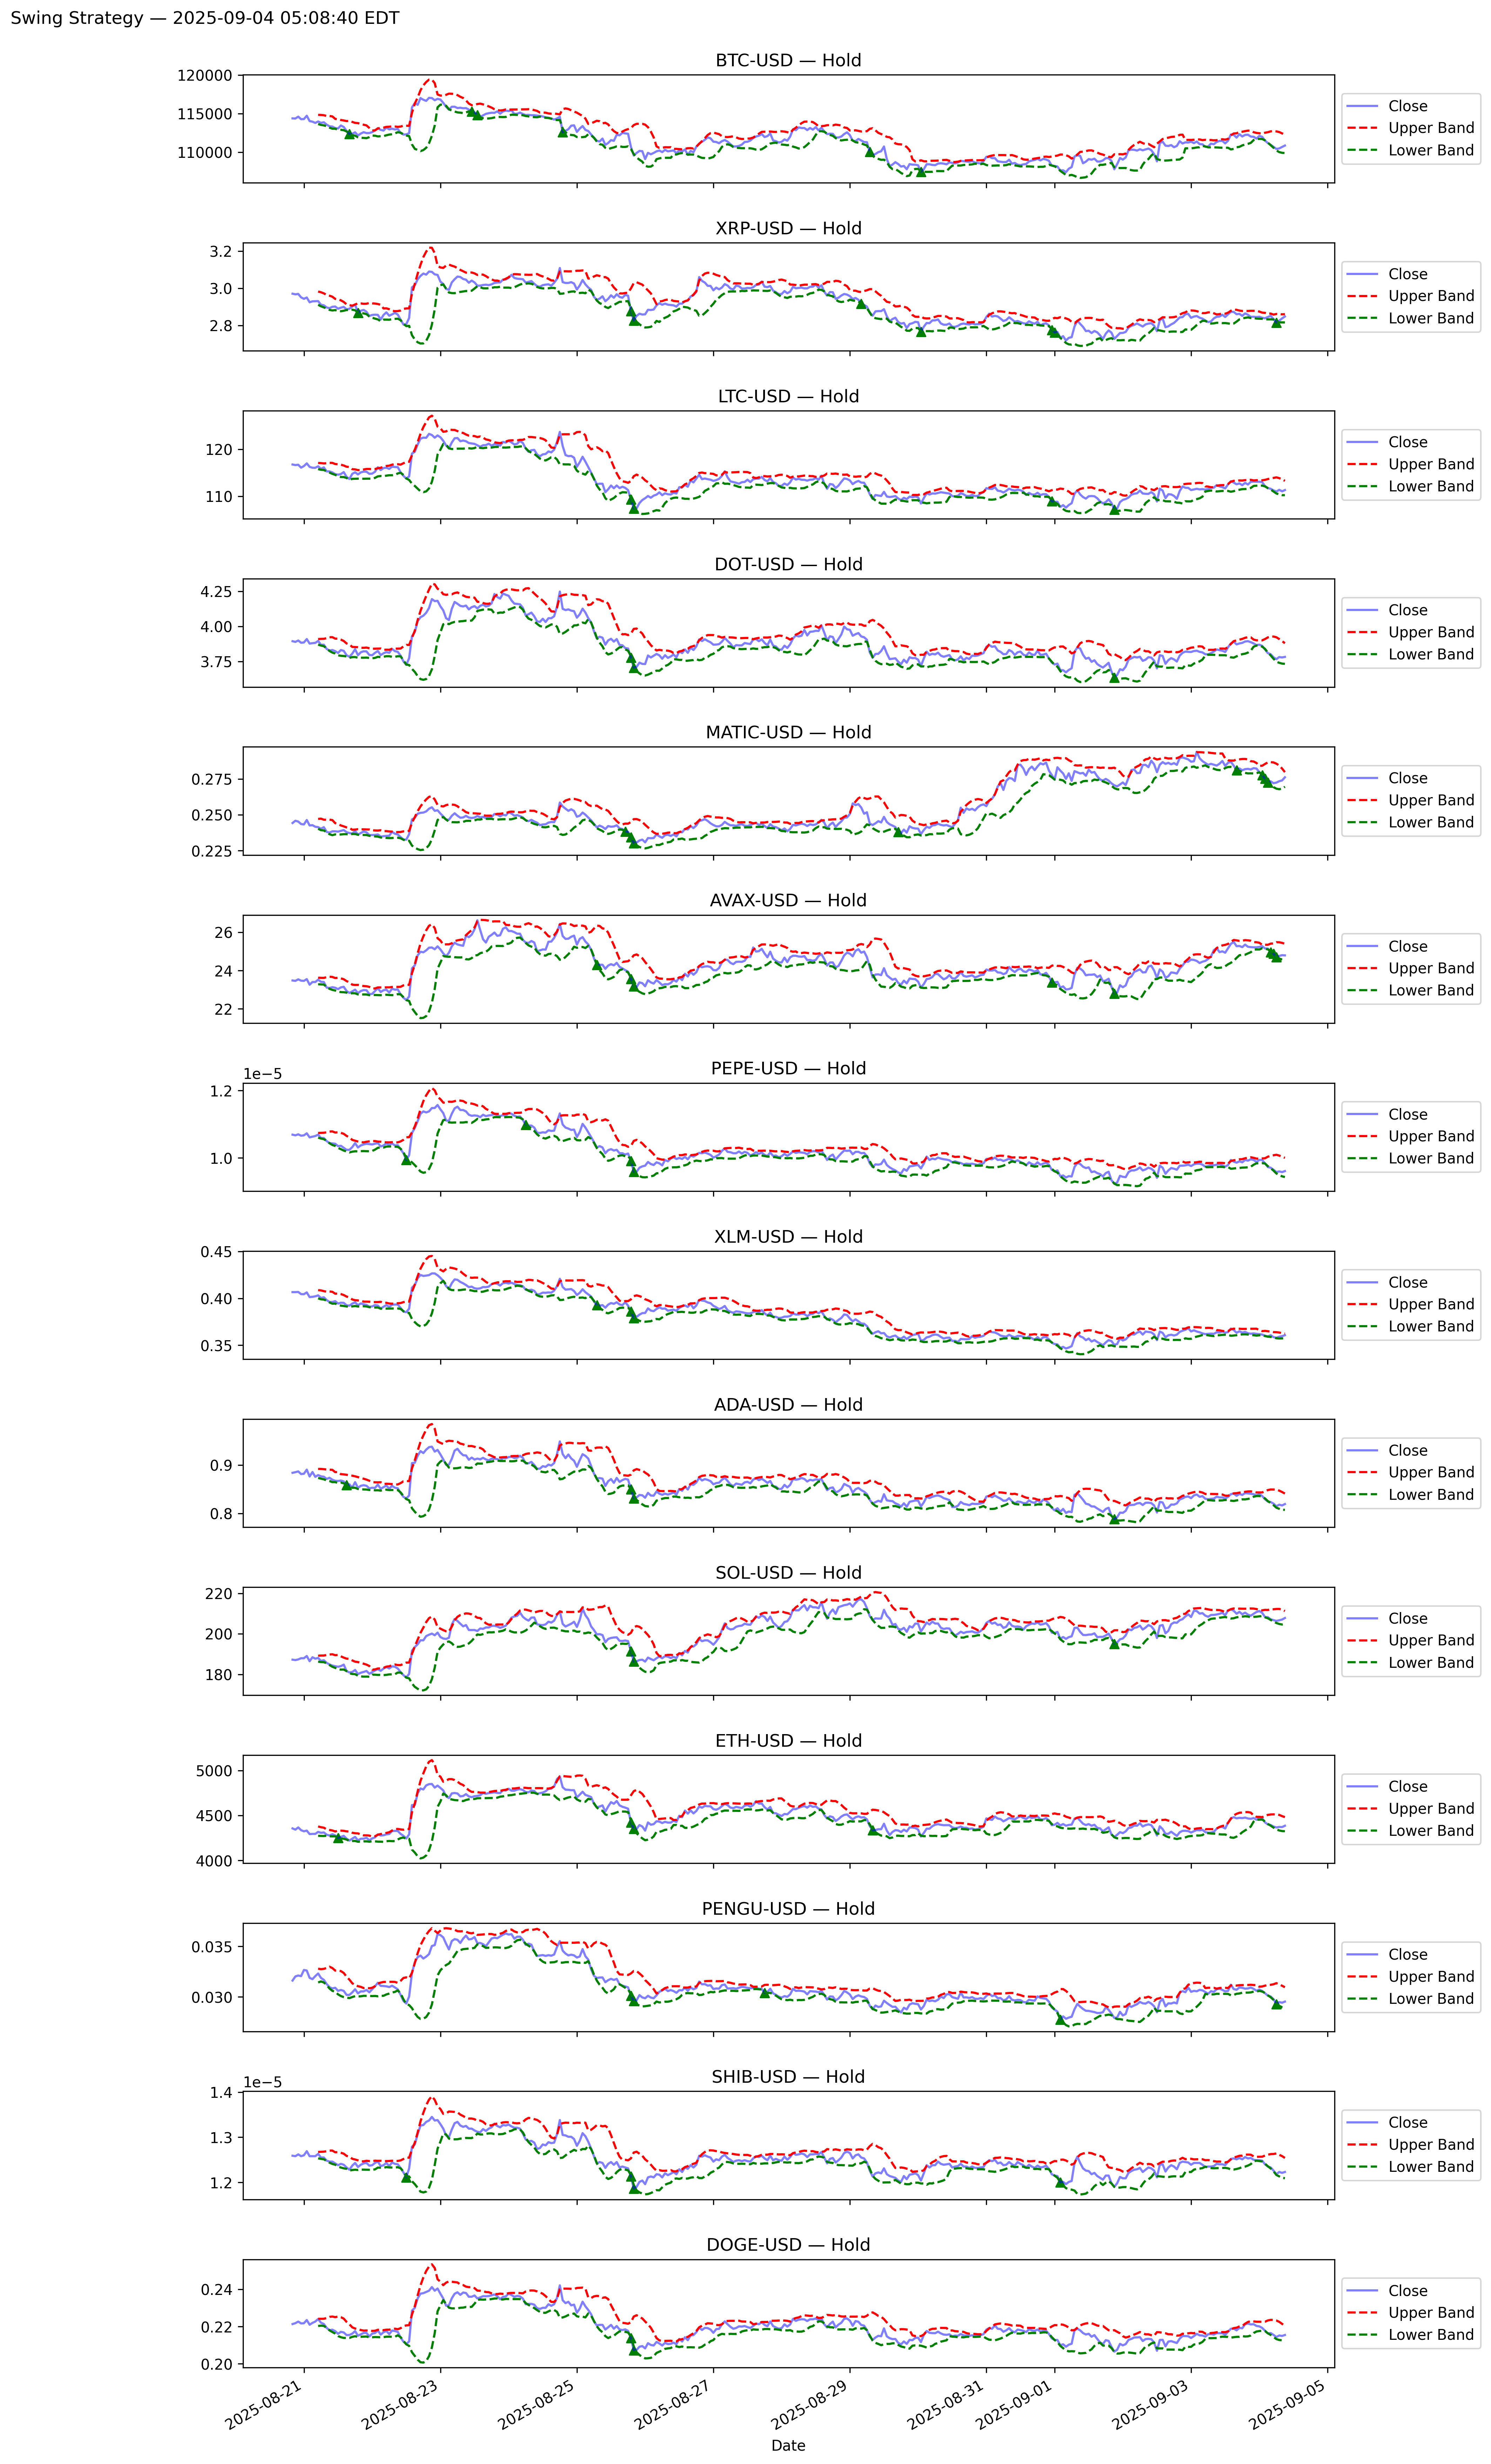 Swing Strategy — 2025-09-04 05:08:40 EDT
BTC-USD — Hold
120000
115000
110000
Close
Upper Band
Lower Band
XRP-USD — Hold
3.2
3.0
2.8
Close
Upper Band
Lower Band
LTC-USD — Hold
120
110
Close
Upper Band
Lower Band
DOT-USD — Hold
4.25
4.00
3.75
Close
Upper Band
Lower Band
MATIC-USD — Hold
0.275
0.250
0.225
Close
Upper Band
Lower Band
AVAX-USD — Hold
26
24
22
Close
Upper Band
Lower Band
PEPE-USD — Hold
1e−5
1.2
1.0
Close
Upper Band
Lower Band
XLM-USD — Hold
0.45
0.40
0.35
Close
Upper Band
Lower Band
ADA-USD — Hold
0.9
0.8
Close
Upper Band
Lower Band
SOL-USD — Hold
220
200
180
Close
Upper Band
Lower Band
ETH-USD — Hold
5000
4500
4000
Close
Upper Band
Lower Band
PENGU-USD — Hold
0.035
0.030
Close
Upper Band
Lower Band
SHIB-USD — Hold
1e−5
1.4
1.3
1.2
Close
Upper Band
Lower Band
DOGE-USD — Hold
0.24
0.22
0.20
Close
Upper Band
Lower Band
2025-08-21
2025-08-23
2025-08-25
2025-08-27
2025-08-29
2025-08-31
2025-09-01
2025-09-03
2025-09-05
Date